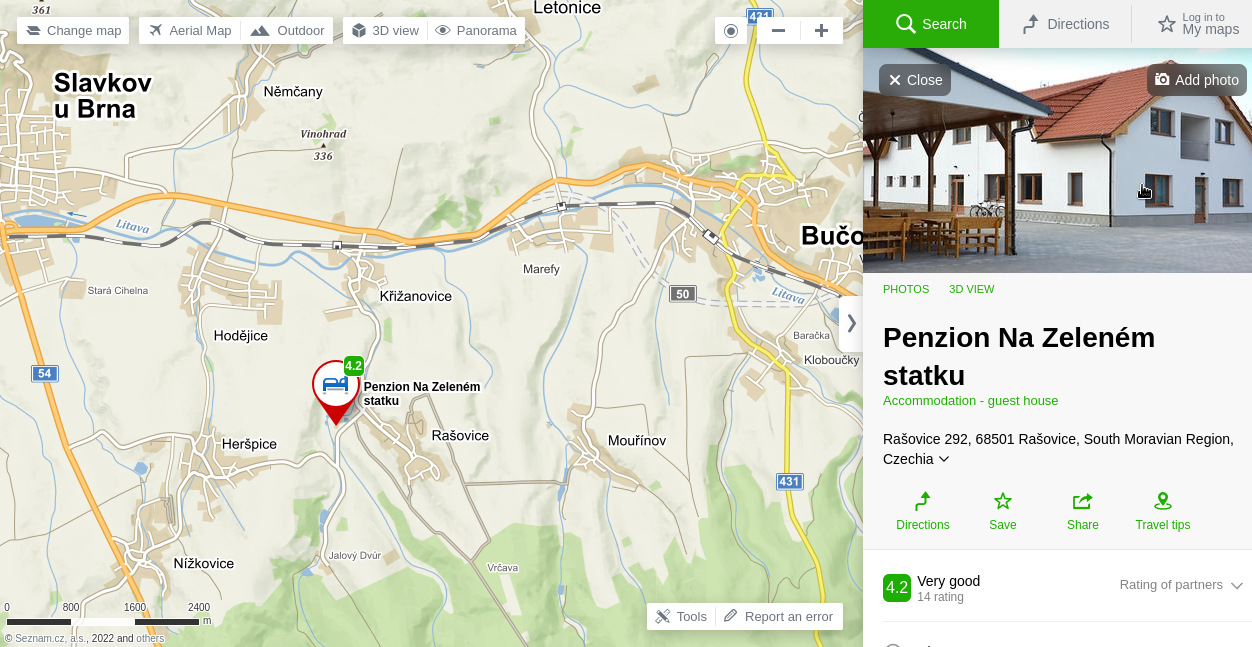 361
Letonice
431
Change map
Aerial Map
Outdoor
3D view
Panorama
Search
Directions
Log in to
My maps
Close
Add photo
Slavkov
u Brna
Němčany
Vinohrad
336
Litava
Bučo
Marefy
Stará Cihelna
Křižanovice
50
Litava
Hodějice
Baračka
Kloboučky
54
4.2
Penzion Na Zeleném
statku
Heršpice
Rašovice
Mouřínov
431
Jalový Dvůr
Nížkovice
Vrčava
0 800 1600 2400
m
© Seznam.cz, a.s., 2022 and others
Tools
Report an error
PHOTOS
3D VIEW
Penzion Na Zeleném
statku
Accommodation - guest house
Rašovice 292, 68501 Rašovice, South Moravian Region,
Czechia
Directions
Save
Share
Travel tips
4.2
Very good
14 rating
Rating of partners